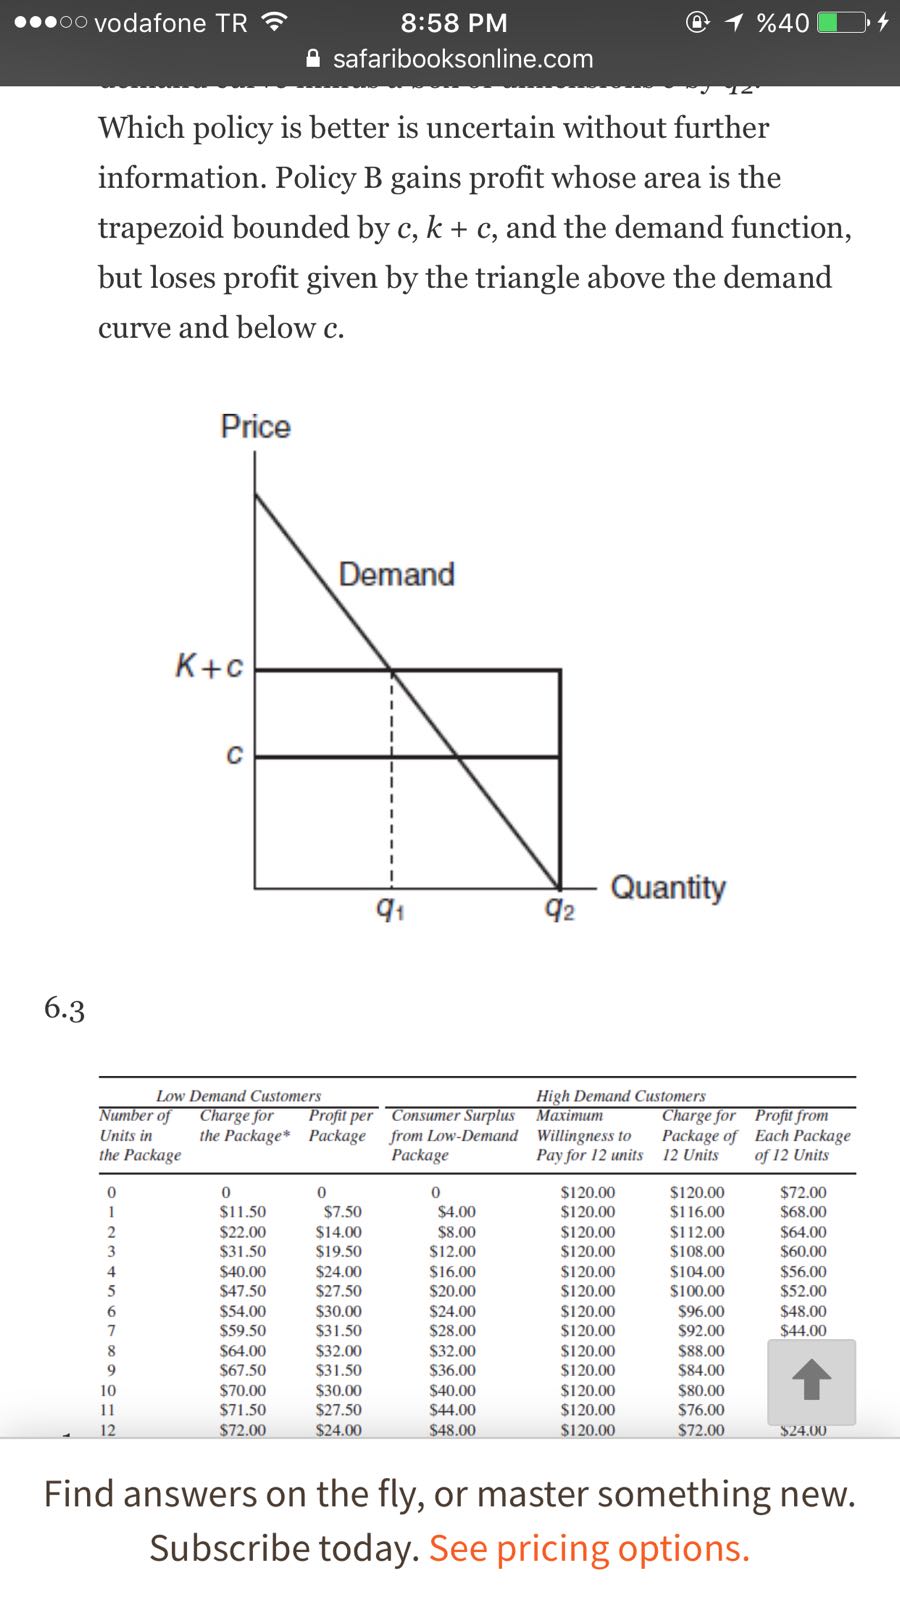 vodafone TR 8:58 PM %40
safaribooksonline.com
Which policy is better is uncertain without further
information. Policy B gains profit whose area is the
trapezoid bounded by c, k + c, and the demand function,
but loses profit given by the triangle above the demand
curve and below c.
Price
Demand
K+c
c
Quantity
q1 q2
6.3
Low Demand Customers High Demand Customers
Number of Charge for Profit per Consumer Surplus Maximum Charge for Profit from
Units in the Package* Package from Low-Demand Willingness to Package of Each Package
the Package Package Pay for 12 units 12 Units of 12 Units
0 0 0 0 $120.00 $120.00 $72.00
1 $11.50 $7.50 $4.00 $120.00 $116.00 $68.00
2 $22.00 $14.00 $8.00 $120.00 $112.00 $64.00
3 $31.50 $19.50 $12.00 $120.00 $108.00 $60.00
4 $40.00 $24.00 $16.00 $120.00 $104.00 $56.00
5 $47.50 $27.50 $20.00 $120.00 $100.00 $52.00
6 $54.00 $30.00 $24.00 $120.00 $96.00 $48.00
7 $59.50 $31.50 $28.00 $120.00 $92.00 $44.00
8 $64.00 $32.00 $32.00 $120.00 $88.00
9 $67.50 $31.50 $36.00 $120.00 $84.00
10 $70.00 $30.00 $40.00 $120.00 $80.00
11 $71.50 $27.50 $44.00 $120.00 $76.00
12 $72.00 $24.00 $48.00 $120.00 $72.00 $24.00
Find answers on the fly, or master something new.
Subscribe today. See pricing options.